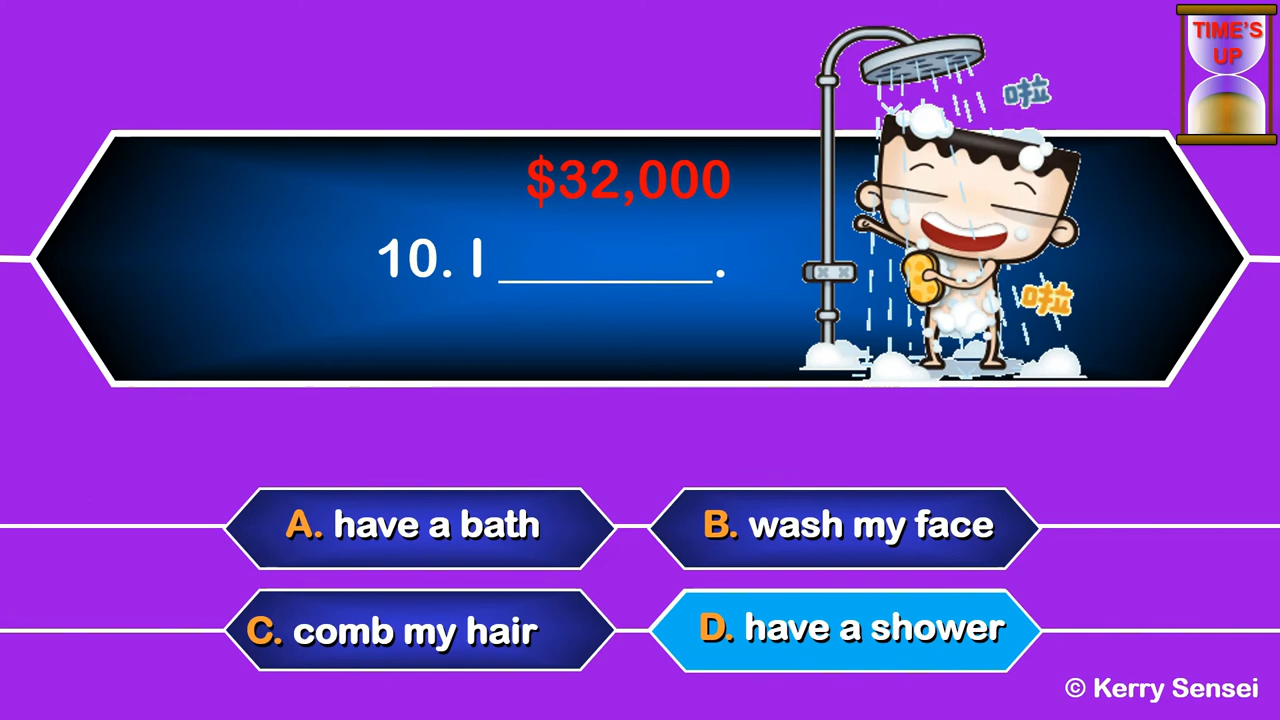 TIME'S
UP
啦
$32,000
10. I ________.
啦
A. have a bath
B. wash my face
C. comb my hair
D. have a shower
© Kerry Sensei